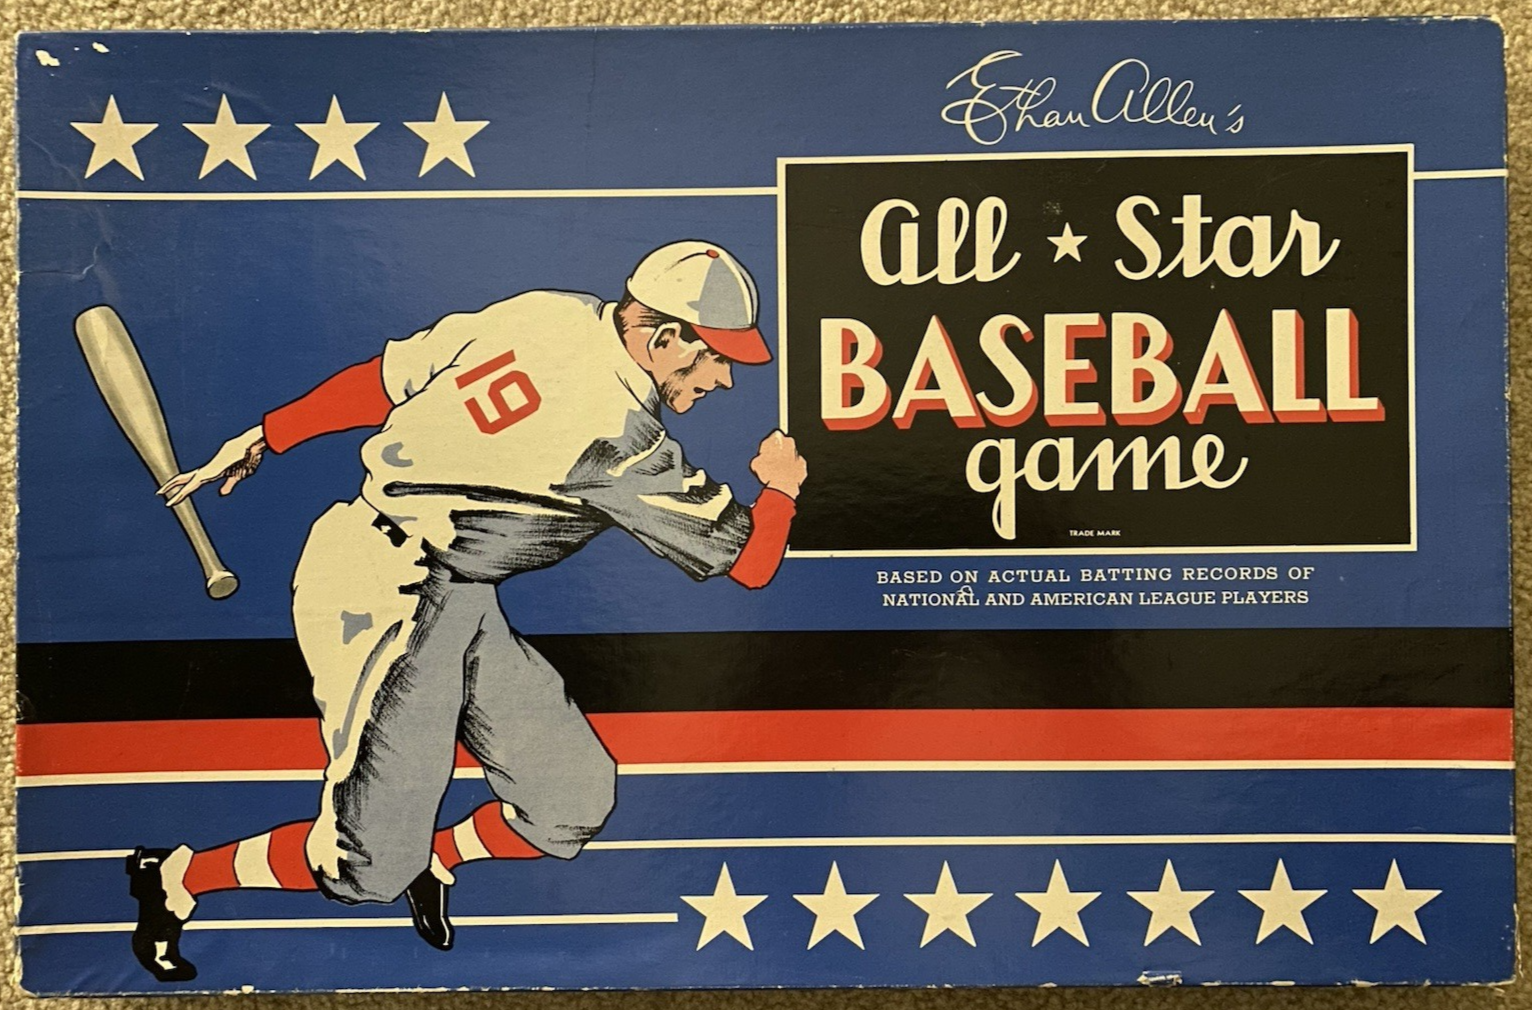 Ethan Allen's
All ★ Star
BASEBALL
game
TRADE MARK
BASED ON ACTUAL BATTING RECORDS OF
NATIONAL AND AMERICAN LEAGUE PLAYERS
19